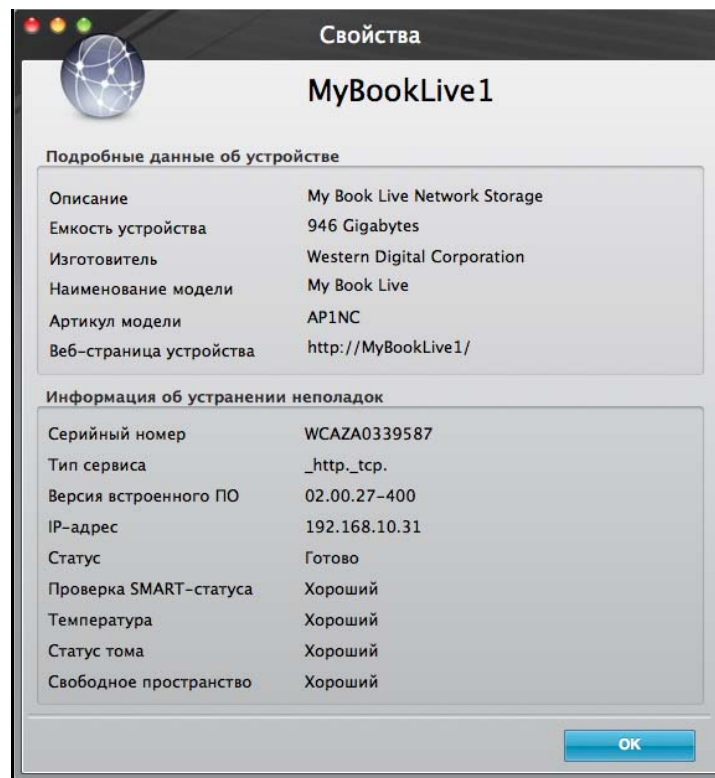 Свойства
MyBookLive1
Подробные данные об устройстве
Описание My Book Live Network Storage
Емкость устройства 946 Gigabytes
Изготовитель Western Digital Corporation
Наименование модели My Book Live
Артикул модели AP1NC
Веб-страница устройства http://MyBookLive1/
Информация об устранении неполадок
Серийный номер WCAZA0339587
Тип сервиса _http._tcp.
Версия встроенного ПО 02.00.27-400
IP-адрес 192.168.10.31
Статус Готово
Проверка SMART-статуса Хороший
Температура Хороший
Статус тома Хороший
Свободное пространство Хороший
OK